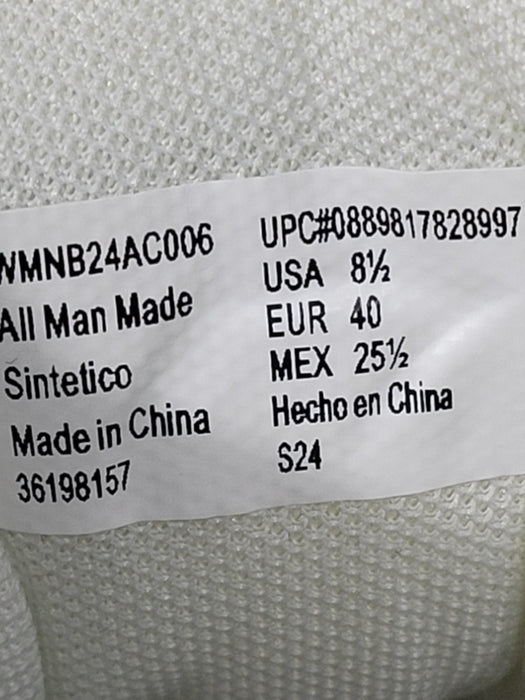 WMNB24AC006
All Man Made
Sintetico
Made in China
36198157
UPC#0889817828997
USA 8½
EUR 40
MEX 25½
Hecho en China
S24